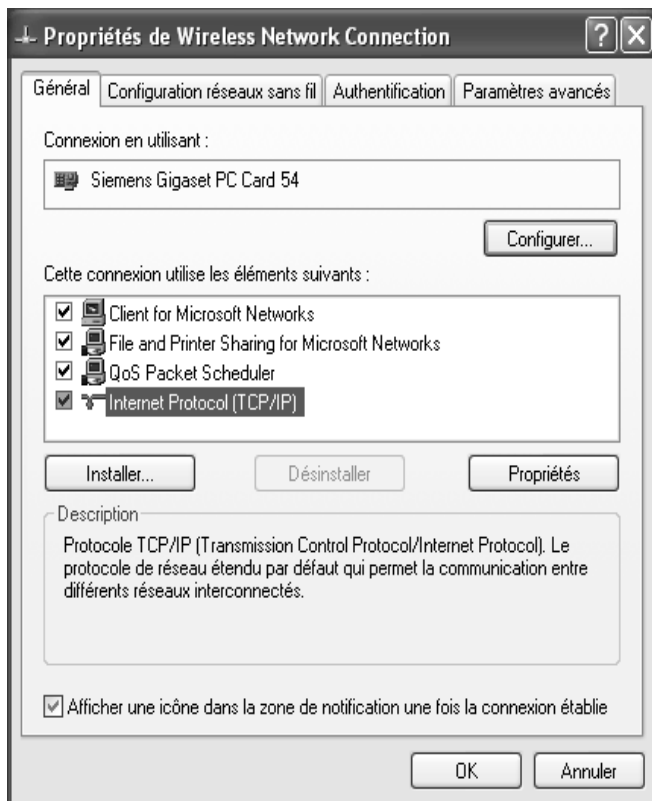 Propriétés de Wireless Network Connection
Général Configuration réseaux sans fil Authentification Paramètres avancés
Connexion en utilisant :
Siemens Gigaset PC Card 54
Configurer...
Cette connexion utilise les éléments suivants :
Client for Microsoft Networks
File and Printer Sharing for Microsoft Networks
QoS Packet Scheduler
Internet Protocol (TCP/IP)
Installer... Désinstaller Propriétés
Description
Protocole TCP/IP (Transmission Control Protocol/Internet Protocol). Le
protocole de réseau étendu par défaut qui permet la communication entre
différents réseaux interconnectés.
Afficher une icône dans la zone de notification une fois la connexion établie
OK Annuler